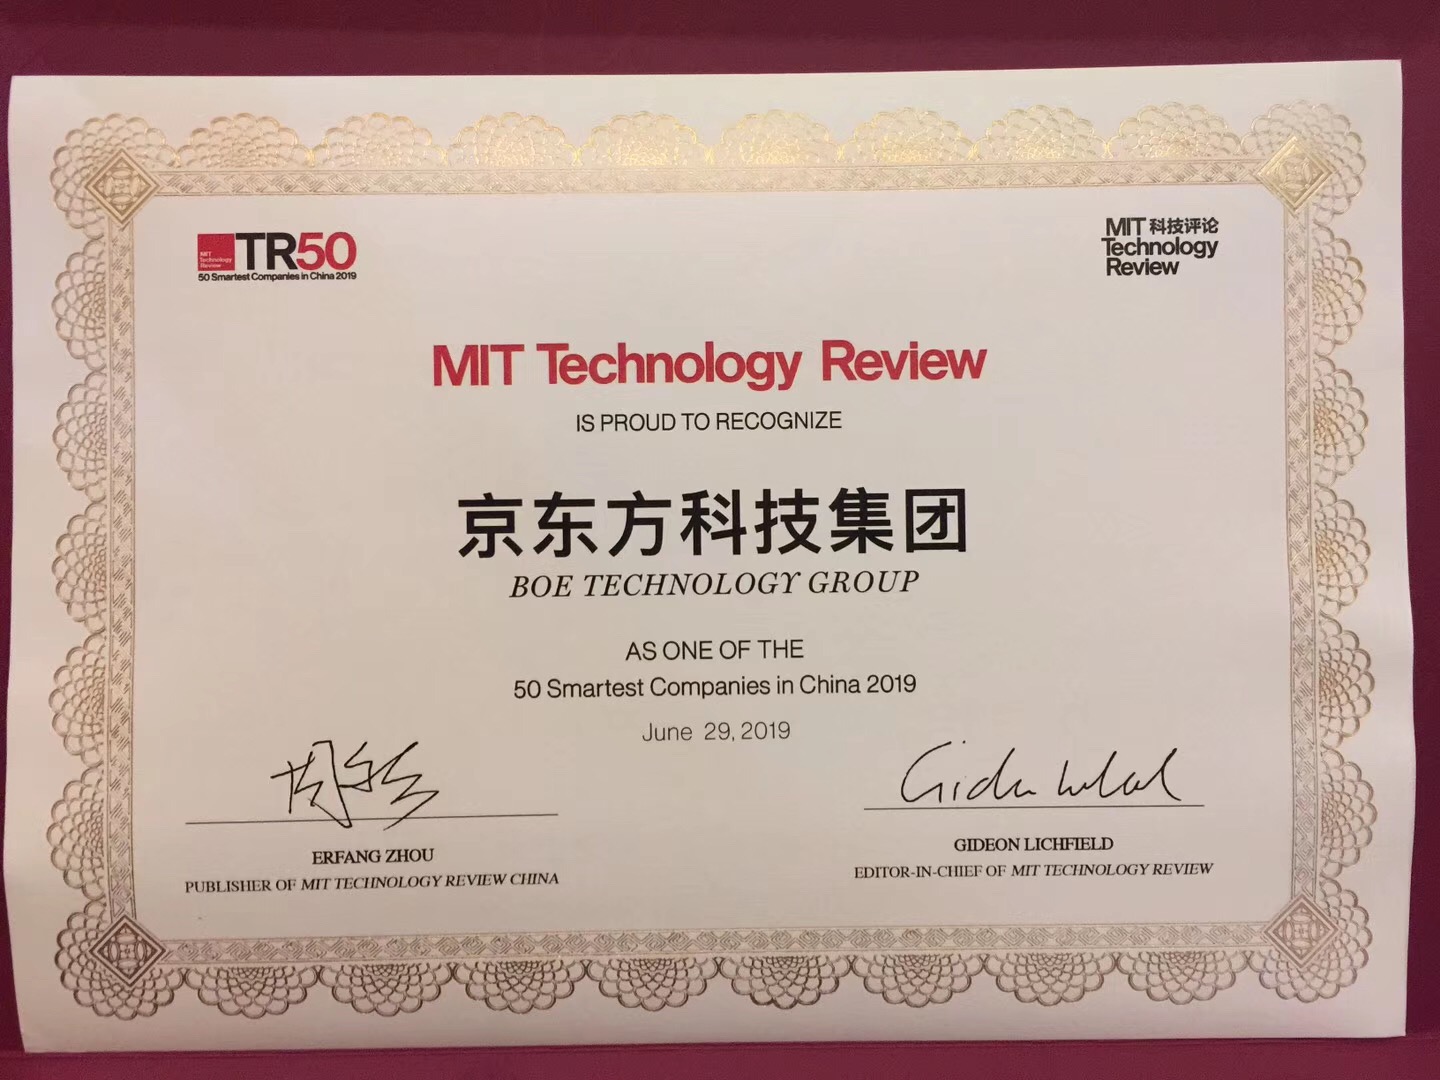 MIT Technology Review
TR50
50 Smartest Companies in China 2019
MIT 科技评论
Technology
Review
MIT Technology Review
IS PROUD TO RECOGNIZE
京东方科技集团
BOE TECHNOLOGY GROUP
AS ONE OF THE
50 Smartest Companies in China 2019
June 29, 2019
ERFANG ZHOU
PUBLISHER OF MIT TECHNOLOGY REVIEW CHINA
GIDEON LICHFIELD
EDITOR-IN-CHIEF OF MIT TECHNOLOGY REVIEW